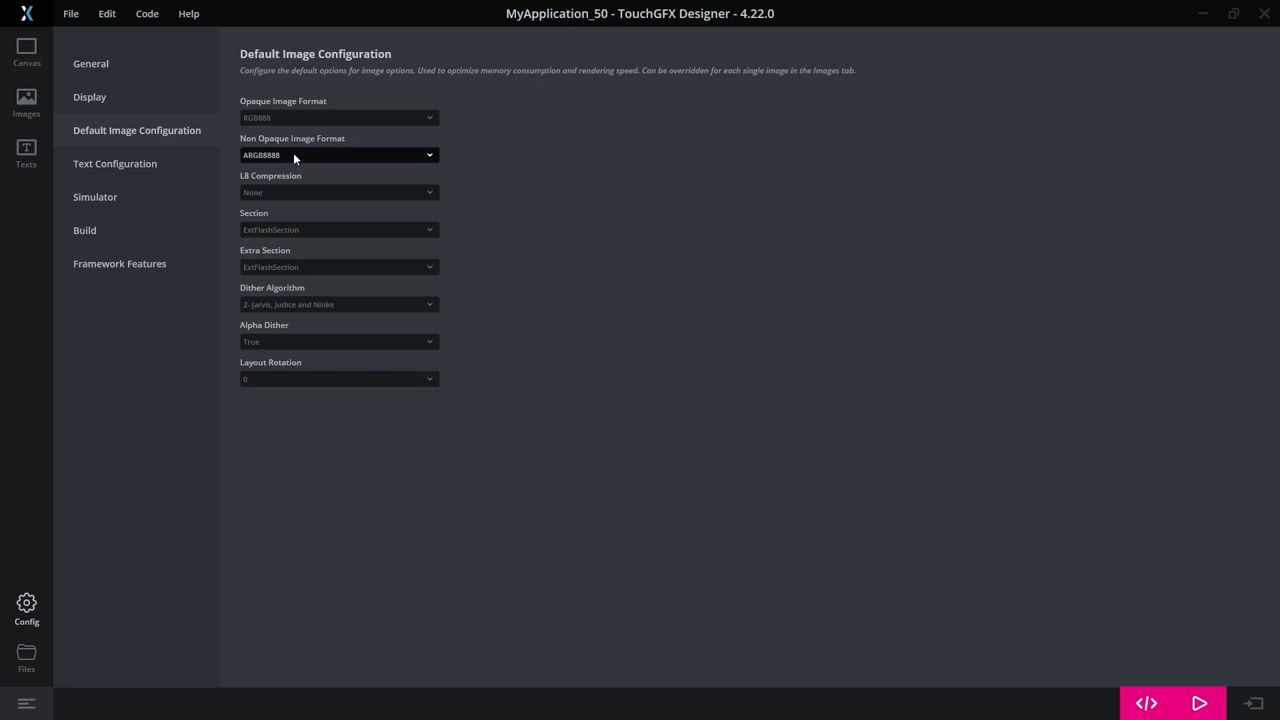 File Edit Code Help
MyApplication_50 - TouchGFX Designer - 4.22.0
Canvas
Images
Texts
Config
Files
General
Display
Default Image Configuration
Text Configuration
Simulator
Build
Framework Features
Default Image Configuration
Configure the default options for image options. Used to optimize memory consumption and rendering speed. Can be overridden for each single image in the Images tab.
Opaque Image Format
RGB888
Non Opaque Image Format
ARGB8888
L8 Compression
None
Section
ExtFlashSection
Extra Section
ExtFlashSection
Dither Algorithm
2- Jarvis, Judice and Ninke
Alpha Dither
True
Layout Rotation
0